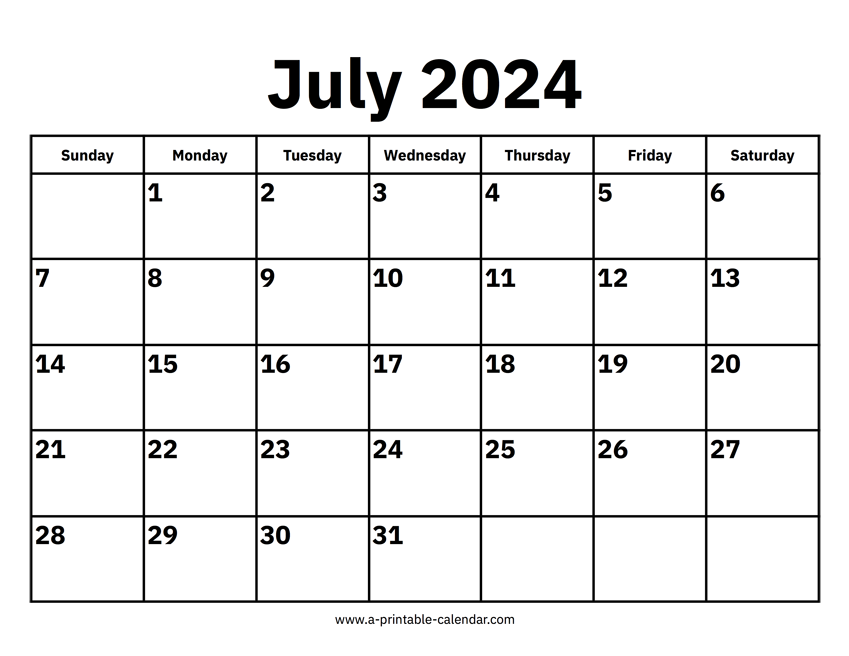 July 2024
Sunday Monday Tuesday Wednesday Thursday Friday Saturday
1 2 3 4 5 6
7 8 9 10 11 12 13
14 15 16 17 18 19 20
21 22 23 24 25 26 27
28 29 30 31
www.a-printable-calendar.com